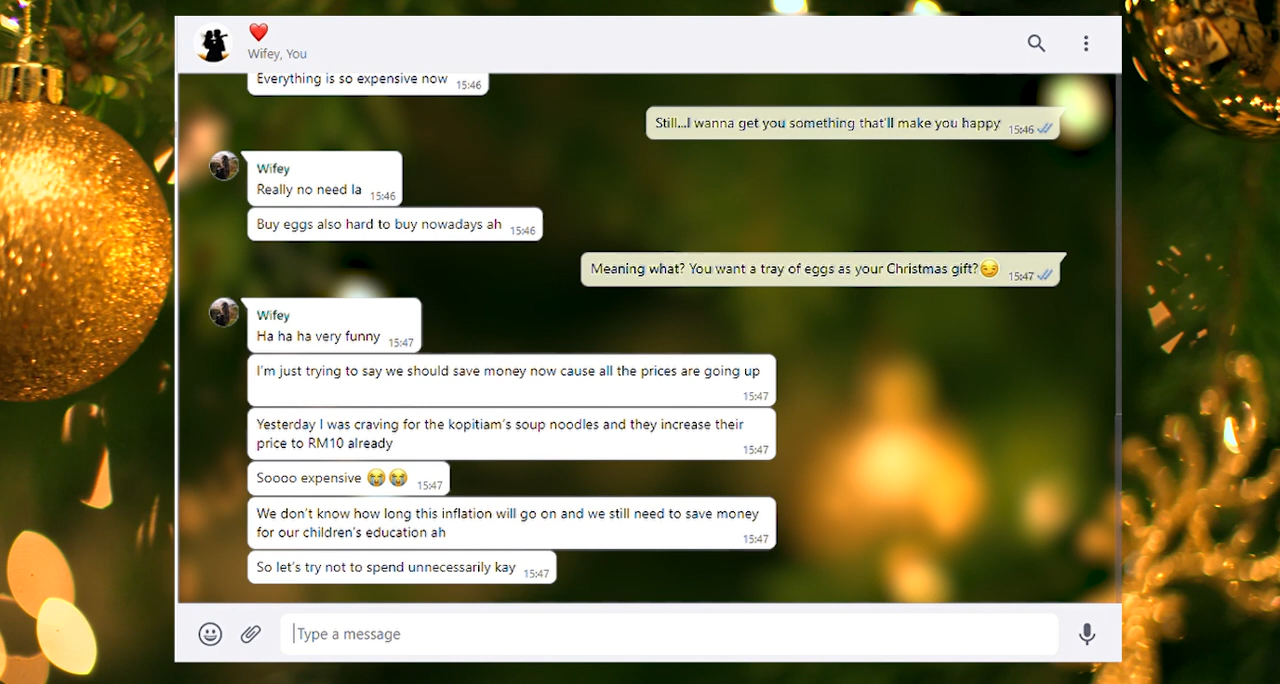 ❤️
Wifey, You
Everything is so expensive now 15:46
Still...I wanna get you something that'll make you happy 15:46
Wifey
Really no need la 15:46
Buy eggs also hard to buy nowadays ah 15:46
Meaning what? You want a tray of eggs as your Christmas gift?😏 15:47
Wifey
Ha ha ha very funny 15:47
I'm just trying to say we should save money now cause all the prices are going up
15:47
Yesterday I was craving for the kopitiam's soup noodles and they increase their
price to RM10 already
15:47
Soooo expensive 😭😭 15:47
We don't know how long this inflation will go on and we still need to save money
for our children's education ah
15:47
So let's try not to spend unnecessarily kay 15:47
Type a message